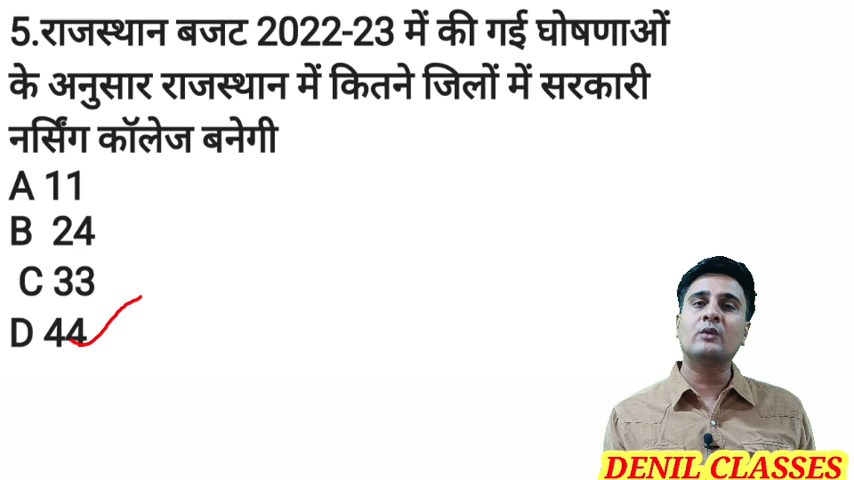 5.राजस्थान बजट 2022-23 में की गई घोषणाओं
के अनुसार राजस्थान में कितने जिलों में सरकारी
नर्सिंग कॉलेज बनेगी
A 11
B 24
C 33
D 44
DENIL CLASSES